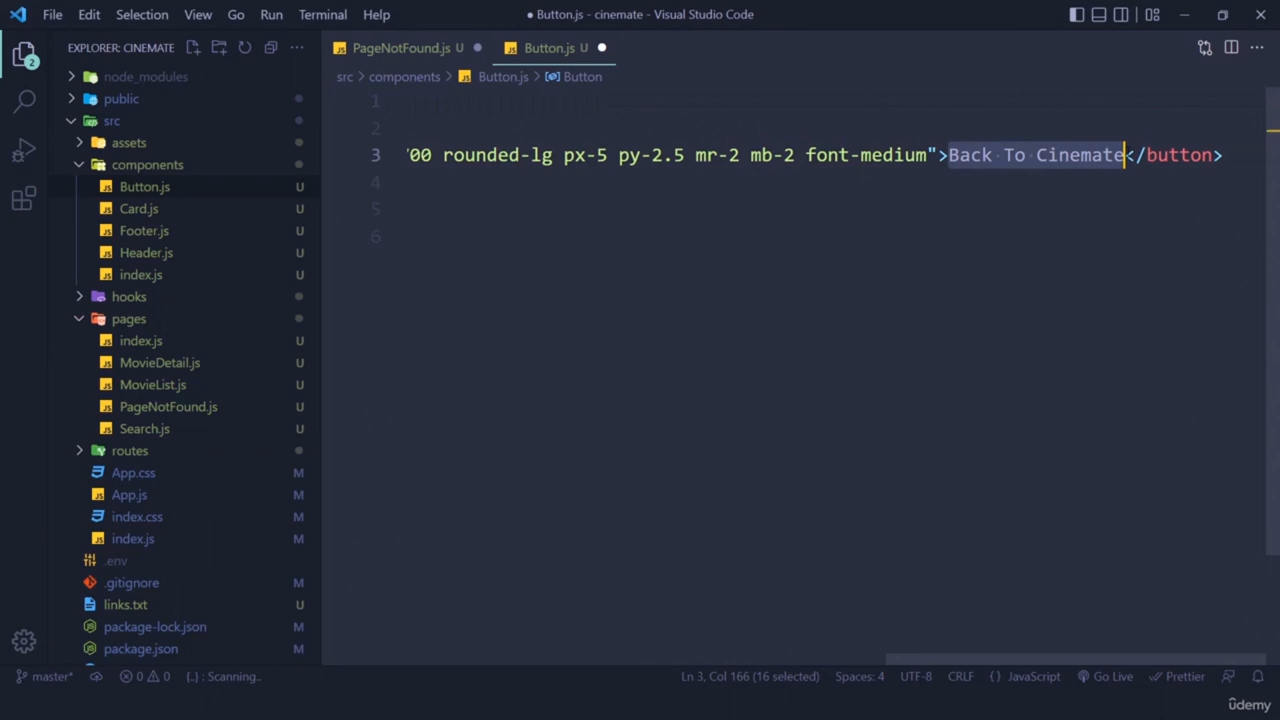 File Edit Selection View Go Run Terminal Help
● Button.js - cinemate - Visual Studio Code
EXPLORER: CINEMATE
node_modules
public
src
assets
components
Button.js U
Card.js U
Footer.js U
Header.js U
index.js U
hooks
pages
index.js U
MovieDetail.js U
MovieList.js U
PageNotFound.js U
Search.js U
routes
App.css M
App.js M
index.css M
index.js M
.env
.gitignore M
links.txt U
package-lock.json M
package.json M
2
JS PageNotFound.js U ●
JS Button.js U ●
src > components > JS Button.js > Button
1
2
3 00 rounded-lg px-5 py-2.5 mr-2 mb-2 font-medium">Back To Cinemate</button>
4
5
6
master* 0 0 {..} : Scanning.. Ln 3, Col 166 (16 selected) Spaces: 4 UTF-8 CRLF {} JavaScript Go Live Prettier
ûdemy